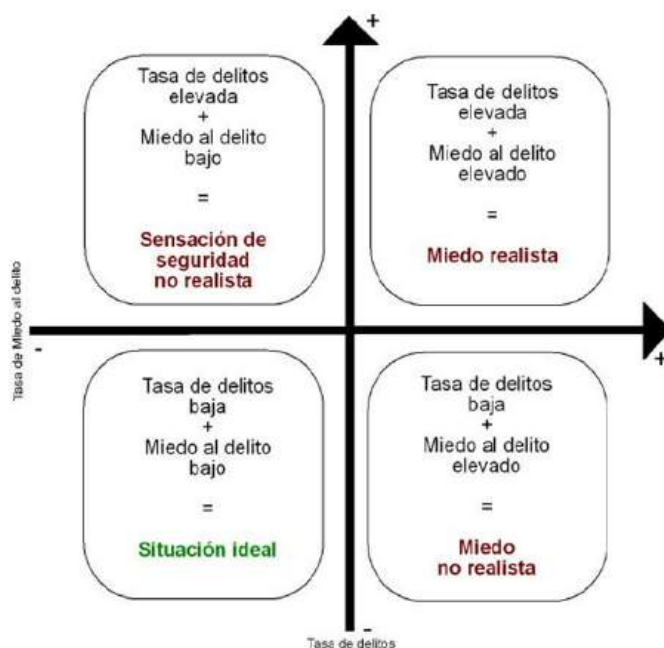 +
Tasa de delitos
elevada
+
Miedo al delito
bajo
=
Sensación de
seguridad
no realista
Tasa de delitos
elevada
+
Miedo al delito
elevado
=
Miedo realista
Tasa de Miedo al delito
-
+
Tasa de delitos
baja
+
Miedo al delito
bajo
=
Situación ideal
Tasa de delitos
baja
+
Miedo al delito
elevado
=
Miedo
no realista
-
Tasa de delitos